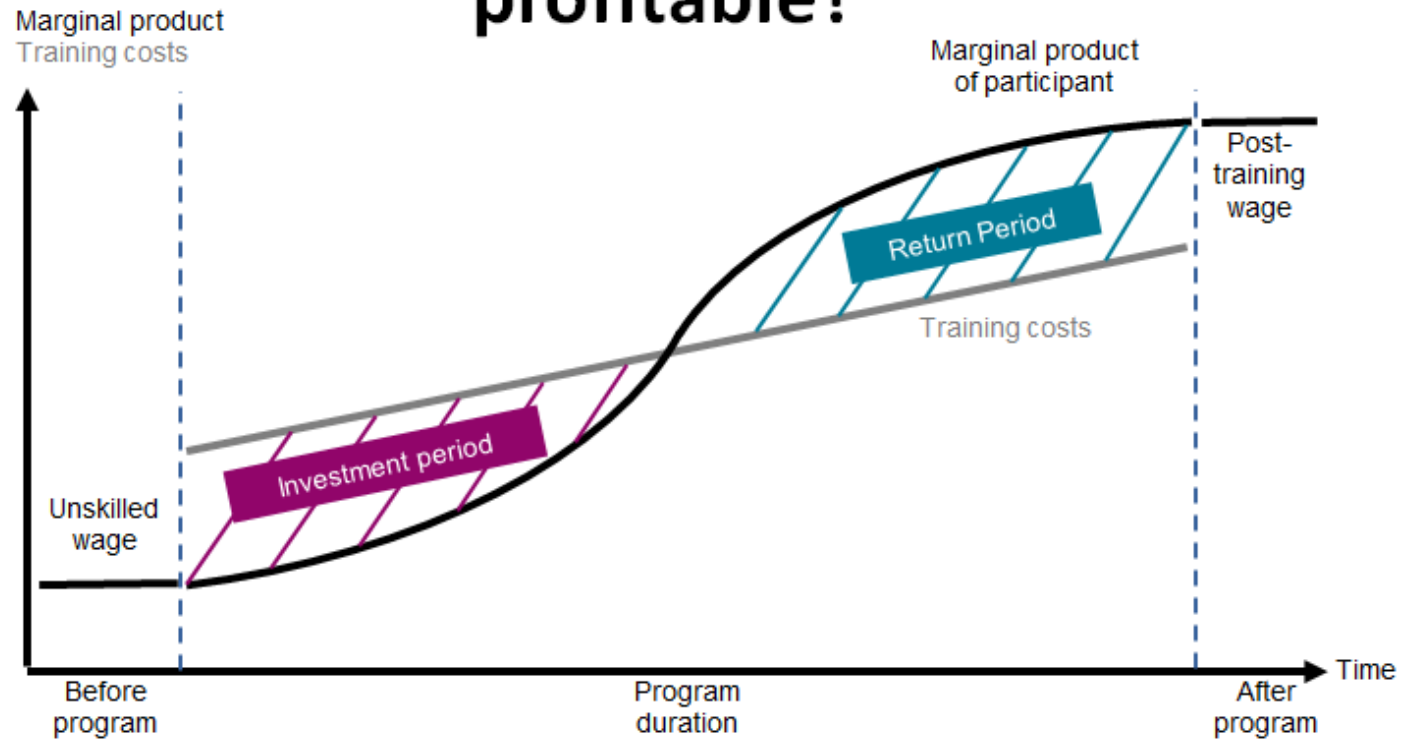 profitable?
Marginal product
Training costs
Marginal product
of participant
Post-
training
wage
Return Period
Training costs
Investment period
Unskilled
wage
Time
Before
program
Program
duration
After
program